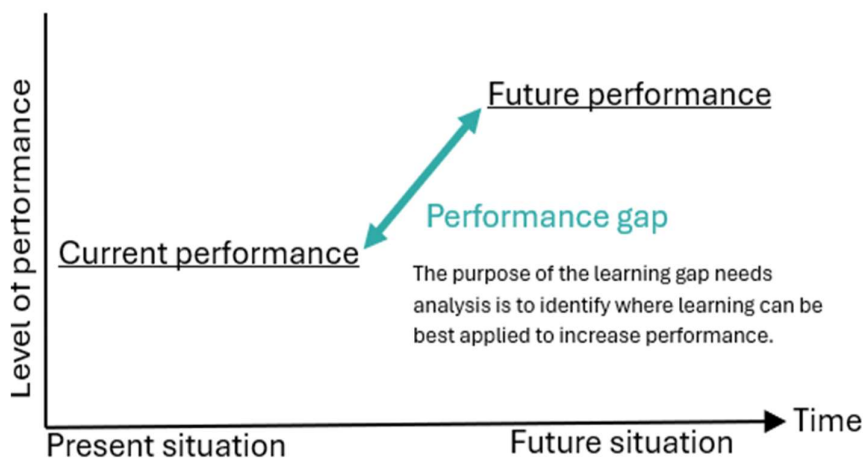 Level of performance
Future performance
Performance gap
Current performance
The purpose of the learning gap needs
analysis is to identify where learning can be
best applied to increase performance.
Time
Present situation
Future situation